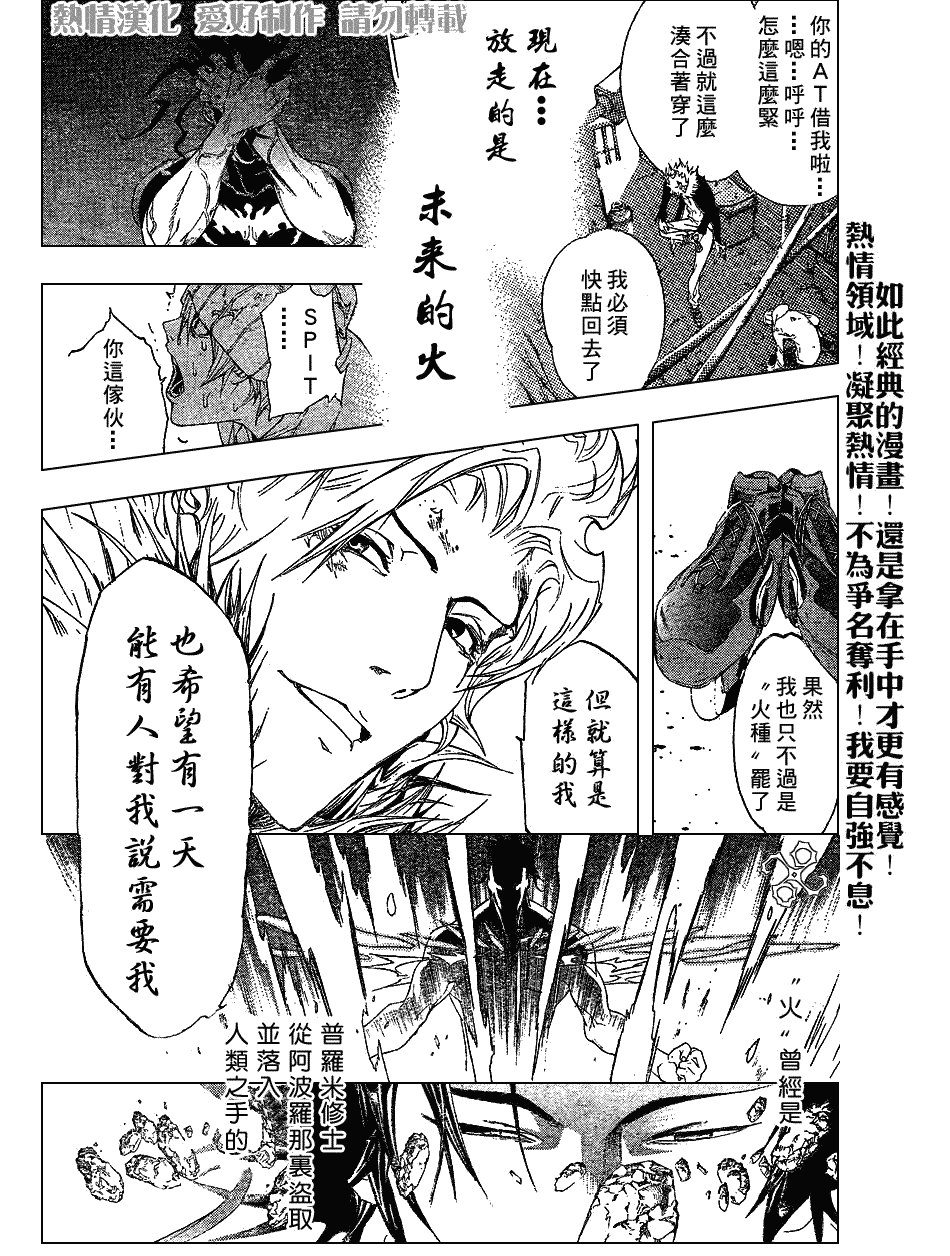 熱情漢化 愛好制作 請勿轉載
你的AT借我啦…
…嗯…呼呼…
怎麼這麼緊
不過就這麼
湊合著穿了
我必須
快點回去了
現在…
放走的是
未来的火
SPIT
……
你這傢伙…
果然
我也只不過是
〝火種〞罷了
但就算是
這樣的我
也希望有一天
能有人對我說需要我
〝火〞曾經是
普羅米修士
從阿波羅那裏盜取
並落入
人類之手的
如此經典的漫畫！還是拿在手中才更有感覺！
熱情領域！凝聚熱情！不為爭名奪利！我要自強不息！